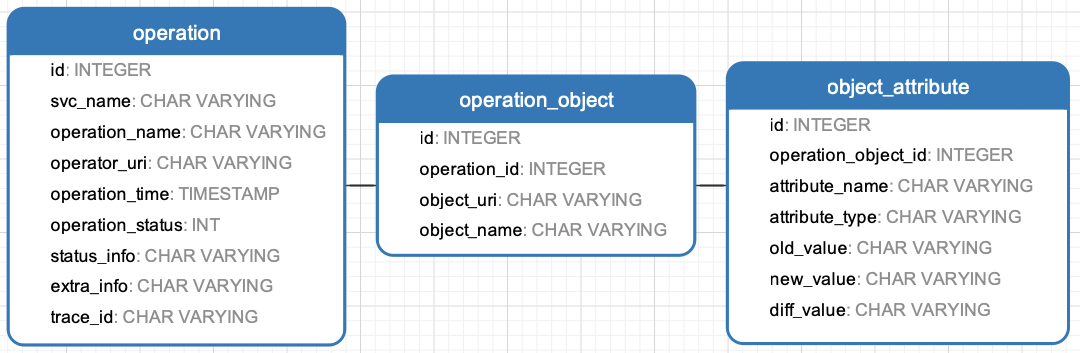 operation
id: INTEGER
svc_name: CHAR VARYING
operation_name: CHAR VARYING
operator_uri: CHAR VARYING
operation_time: TIMESTAMP
operation_status: INT
status_info: CHAR VARYING
extra_info: CHAR VARYING
trace_id: CHAR VARYING
operation_object
id: INTEGER
operation_id: INTEGER
object_uri: CHAR VARYING
object_name: CHAR VARYING
object_attribute
id: INTEGER
operation_object_id: INTEGER
attribute_name: CHAR VARYING
attribute_type: CHAR VARYING
old_value: CHAR VARYING
new_value: CHAR VARYING
diff_value: CHAR VARYING